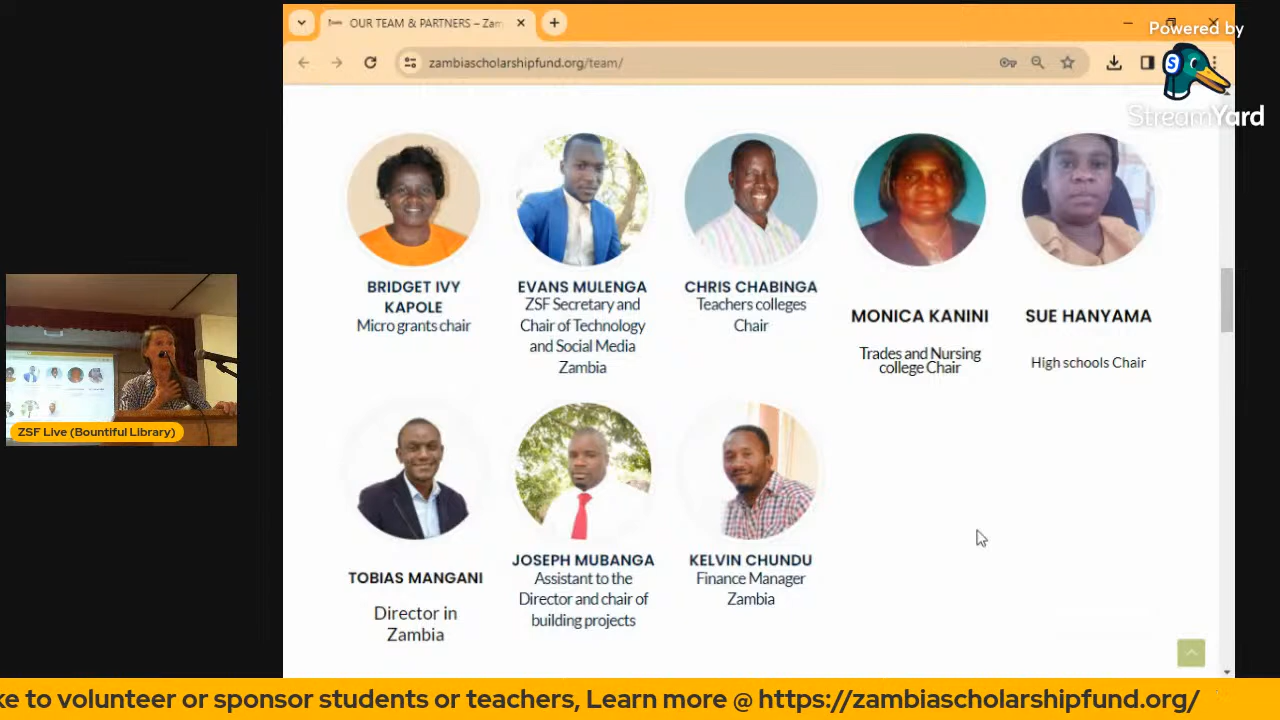 OUR TEAM & PARTNERS – Zam
zambiascholarshipfund.org/team/
Powered by
StreamYard
BRIDGET IVY
KAPOLE
Micro grants chair
EVANS MULENGA
ZSF Secretary and
Chair of Technology
and Social Media
Zambia
CHRIS CHABINGA
Teachers colleges
Chair
MONICA KANINI
Trades and Nursing
college Chair
SUE HANYAMA
High schools Chair
ZSF Live (Bountiful Library)
TOBIAS MANGANI
Director in
Zambia
JOSEPH MUBANGA
Assistant to the
Director and chair of
building projects
KELVIN CHUNDU
Finance Manager
Zambia
ke to volunteer or sponsor students or teachers, Learn more @ https://zambiascholarshipfund.org/